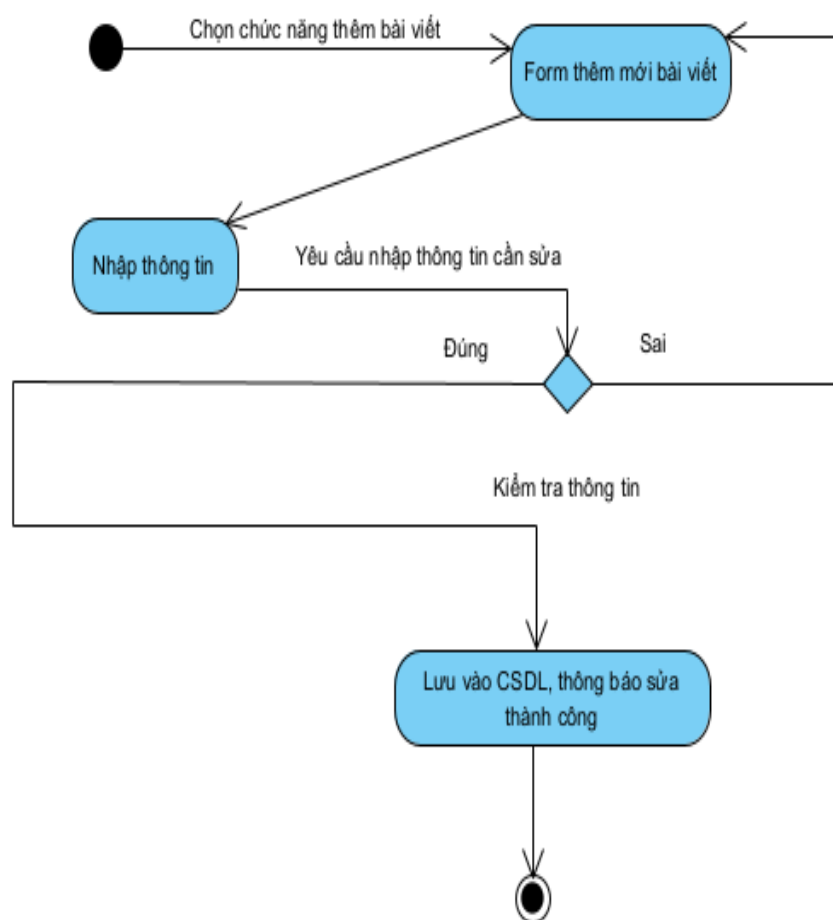 Chọn chức năng thêm bài viết
Form thêm mới bài viết
Nhập thông tin
Yêu cầu nhập thông tin cần sửa
Đúng
Sai
Kiểm tra thông tin
Lưu vào CSDL, thông báo sửa
thành công